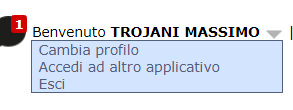 1
Benvenuto TROJANI MASSIMO |
Cambia profilo
Accedi ad altro applicativo
Esci